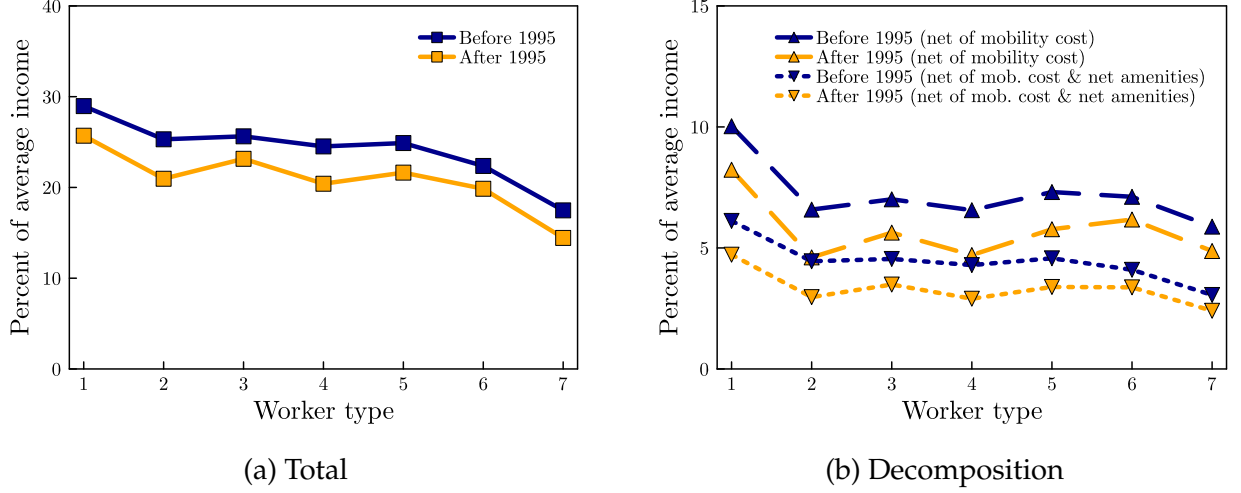 Percent of average income
40
30
20
10
0
Before 1995
After 1995
1 2 3 4 5 6 7
Worker type
(a) Total
Percent of average income
15
10
5
0
Before 1995 (net of mobility cost)
After 1995 (net of mobility cost)
Before 1995 (net of mob. cost & net amenities)
After 1995 (net of mob. cost & net amenities)
1 2 3 4 5 6 7
Worker type
(b) Decomposition